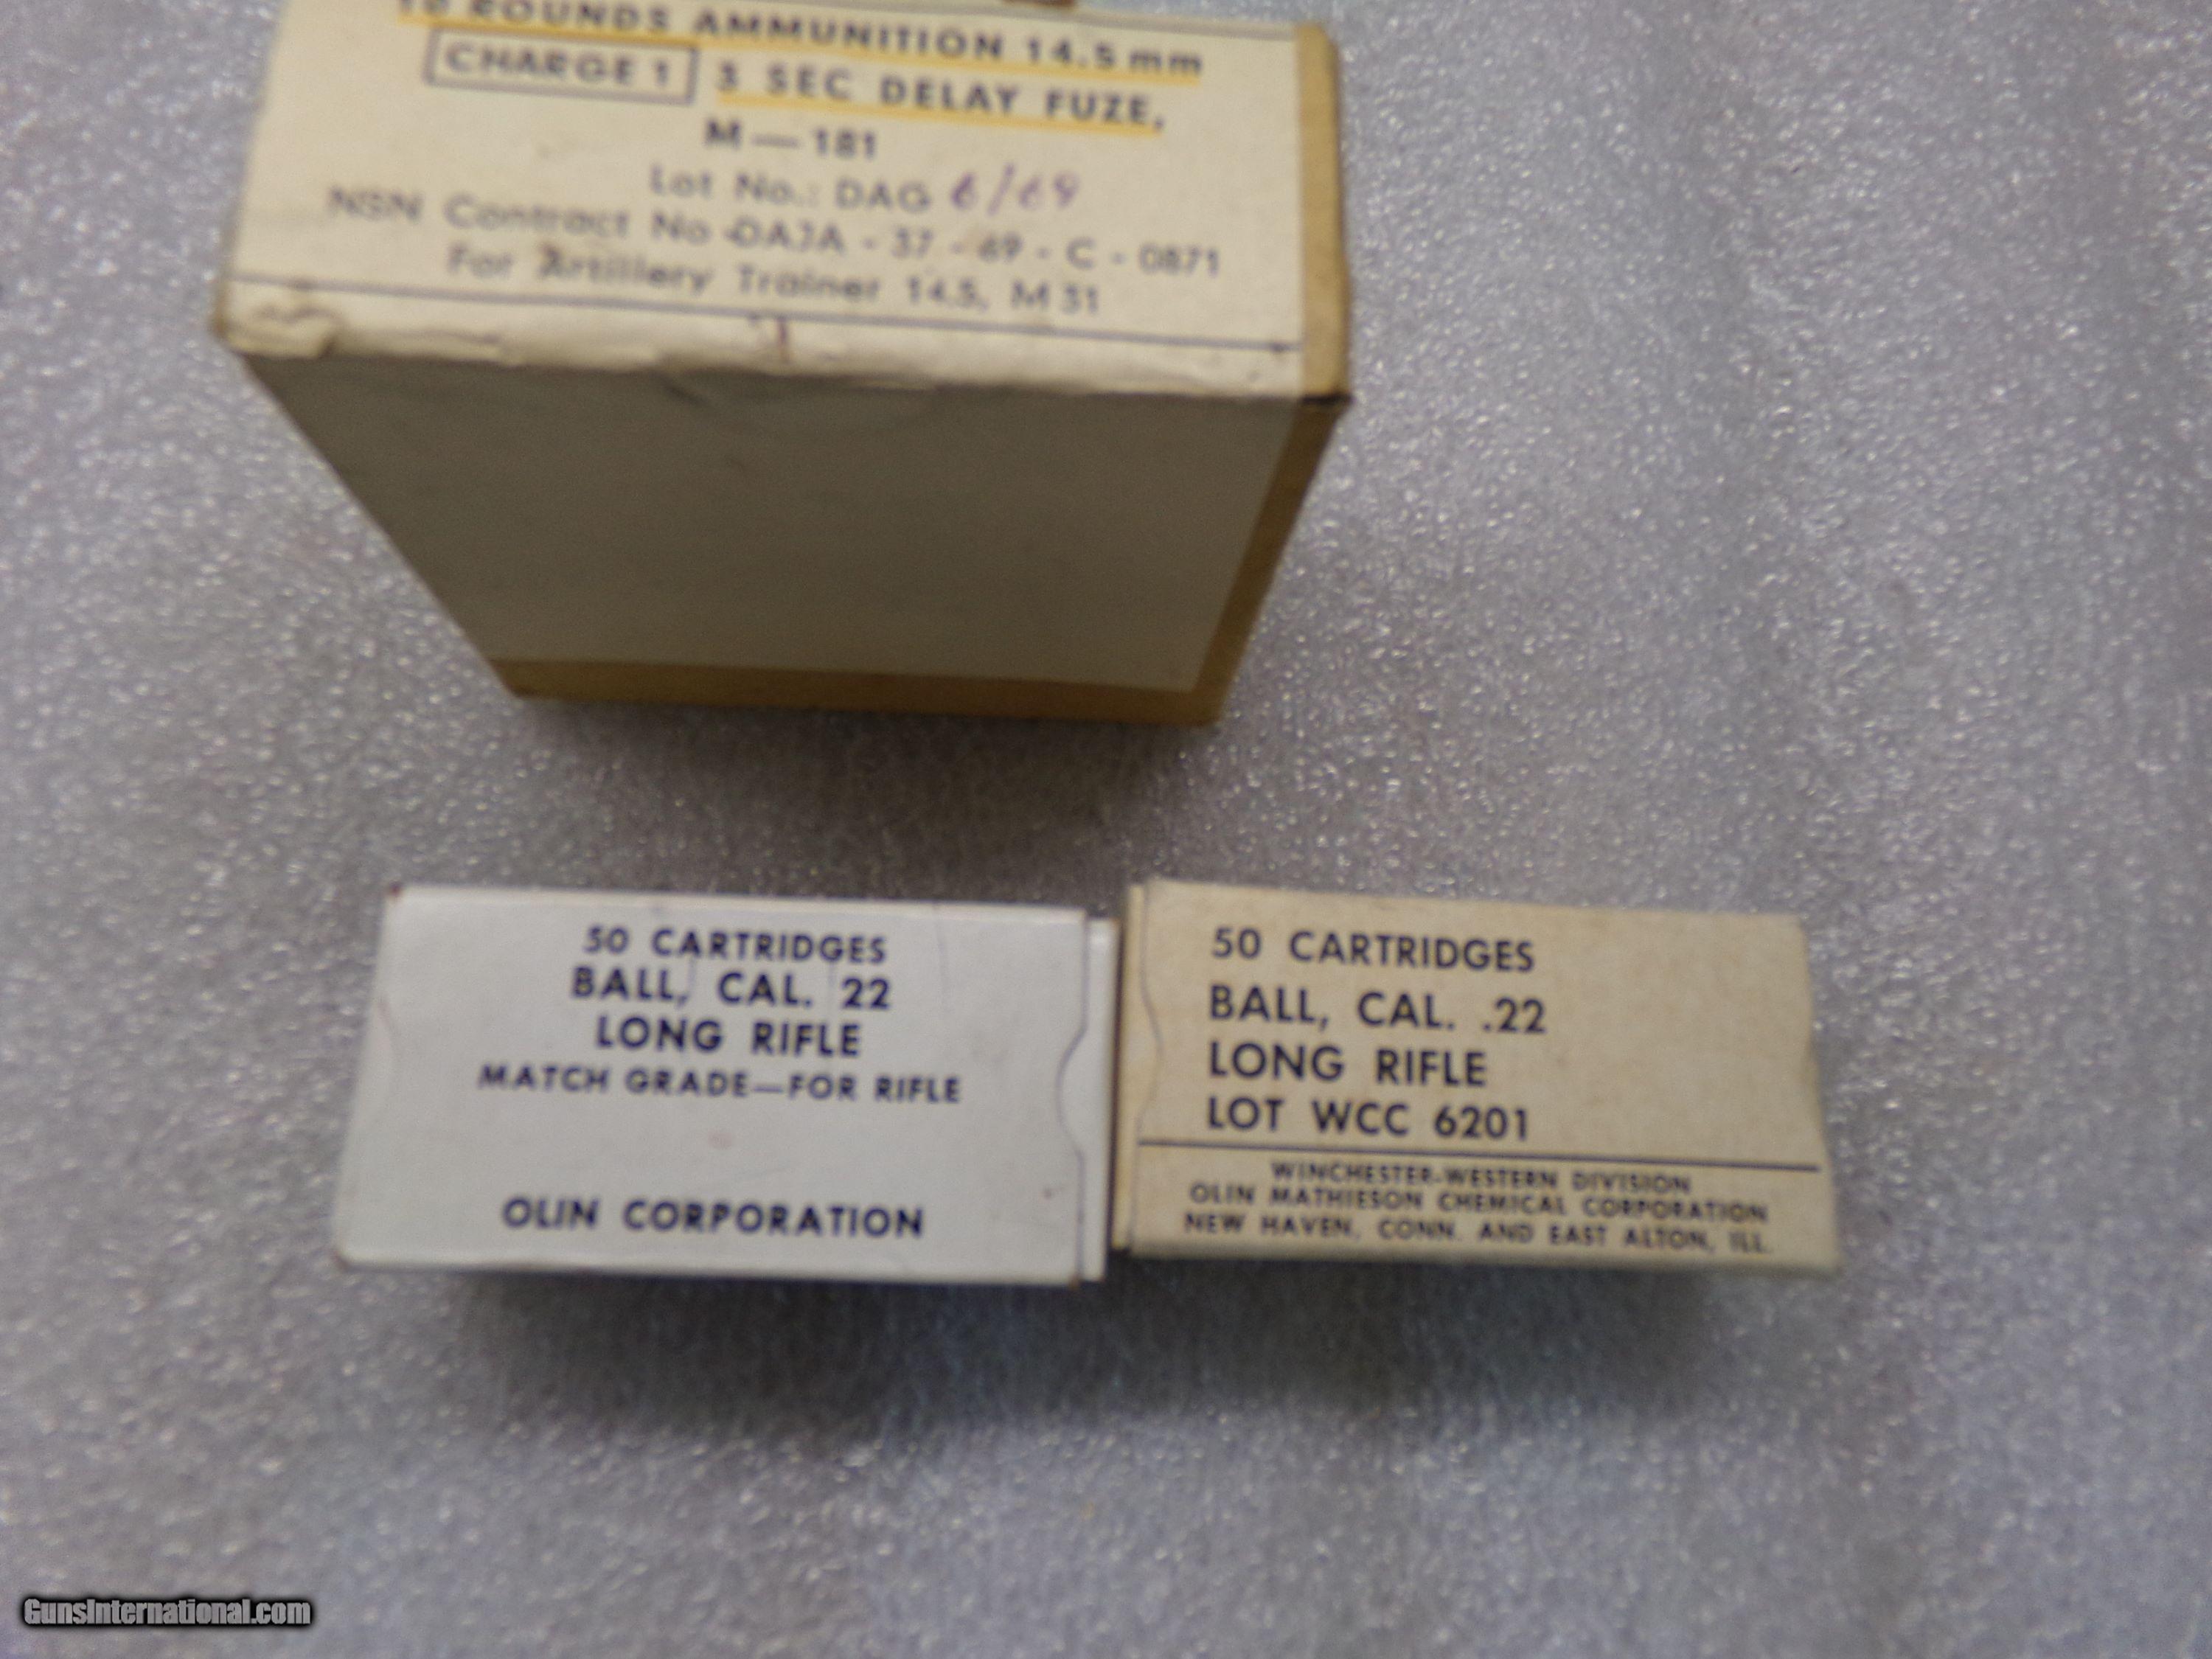 10 ROUNDS AMMUNITION 14.5 mm
CHARGE 1 3 SEC DELAY FUZE,
M — 181
Lot No.: DAG 6/69
NSN Contract No DAJA - 37 - 69 - C - 0871
For Artillery Trainer 14.5, M 31
50 CARTRIDGES
BALL, CAL. 22
LONG RIFLE
MATCH GRADE—FOR RIFLE
OLIN CORPORATION
50 CARTRIDGES
BALL, CAL. .22
LONG RIFLE
LOT WCC 6201
WINCHESTER-WESTERN DIVISION
OLIN MATHIESON CHEMICAL CORPORATION
NEW HAVEN, CONN. AND EAST ALTON, ILL.
GunsInternational.com